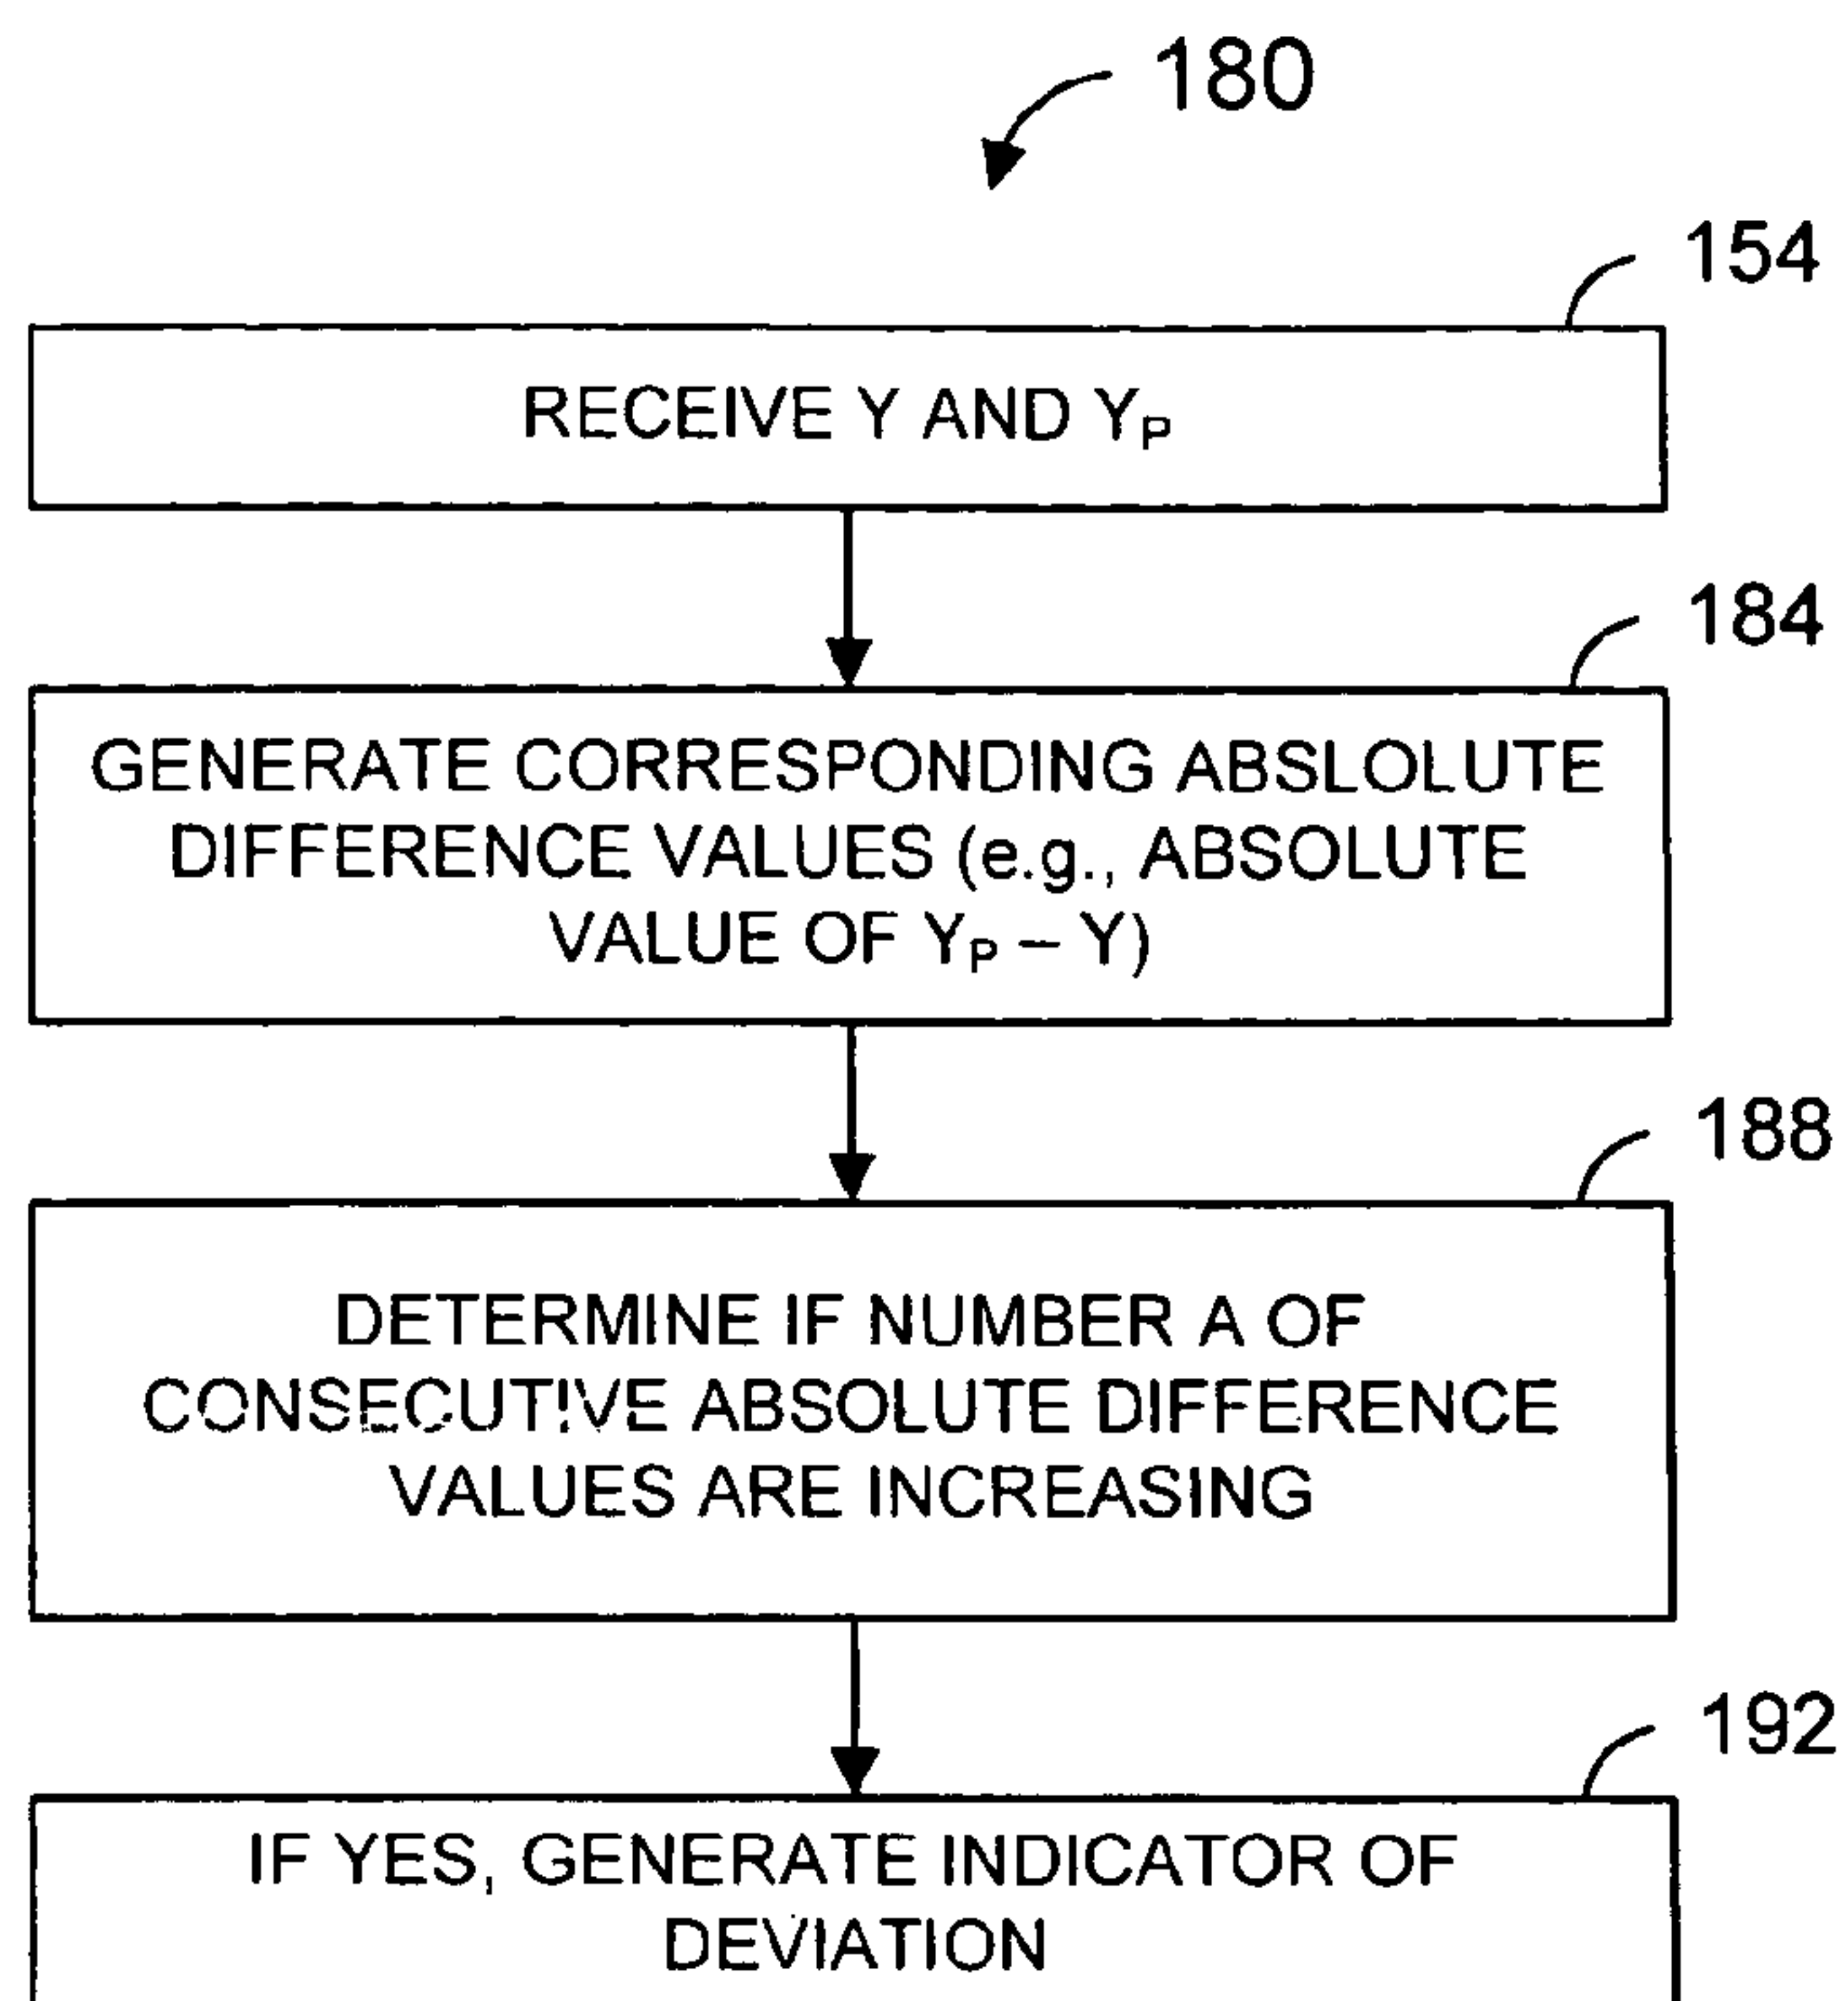 180
154
RECEIVE Y AND YP
184
GENERATE CORRESPONDING ABSLOLUTE
DIFFERENCE VALUES (e.g., ABSOLUTE
VALUE OF YP – Y)
188
DETERMINE IF NUMBER A OF
CONSECUTIVE ABSOLUTE DIFFERENCE
VALUES ARE INCREASING
192
IF YES, GENERATE INDICATOR OF
DEVIATION